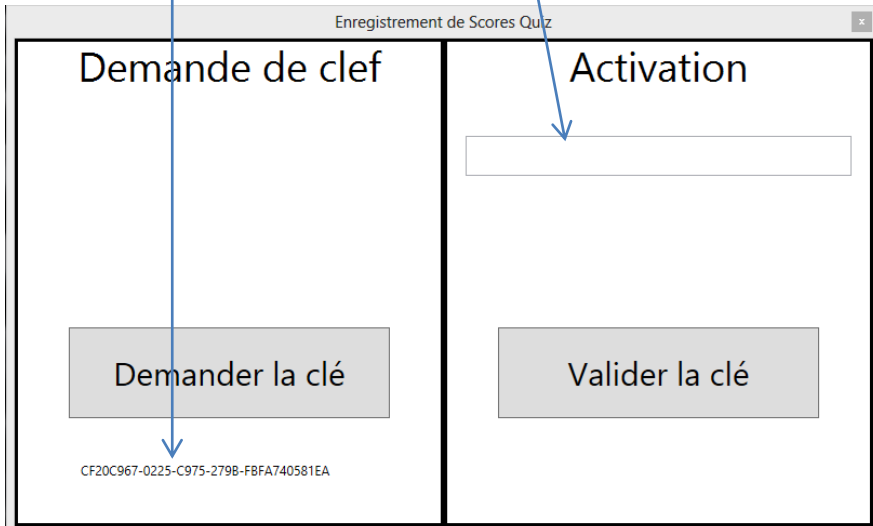 Enregistrement de Scores Quiz
x
Demande de clef
Demander la clé
CF20C967-0225-C975-279B-FBFA740581EA
Activation
Valider la clé